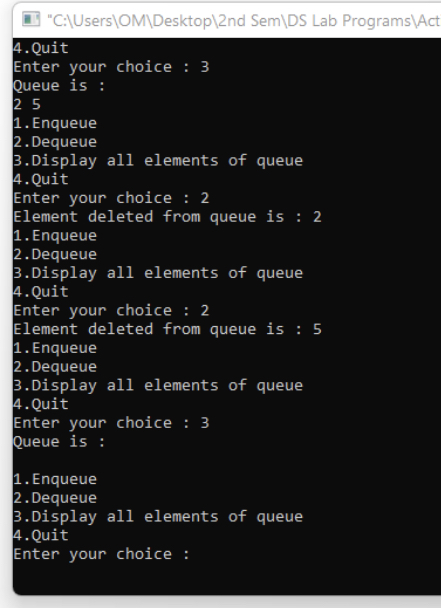 "C:\Users\OM\Desktop\2nd Sem\DS Lab Programs\Act
4.Quit
Enter your choice : 3
Queue is :
2 5
1.Enqueue
2.Dequeue
3.Display all elements of queue
4.Quit
Enter your choice : 2
Element deleted from queue is : 2
1.Enqueue
2.Dequeue
3.Display all elements of queue
4.Quit
Enter your choice : 2
Element deleted from queue is : 5
1.Enqueue
2.Dequeue
3.Display all elements of queue
4.Quit
Enter your choice : 3
Queue is :
1.Enqueue
2.Dequeue
3.Display all elements of queue
4.Quit
Enter your choice :